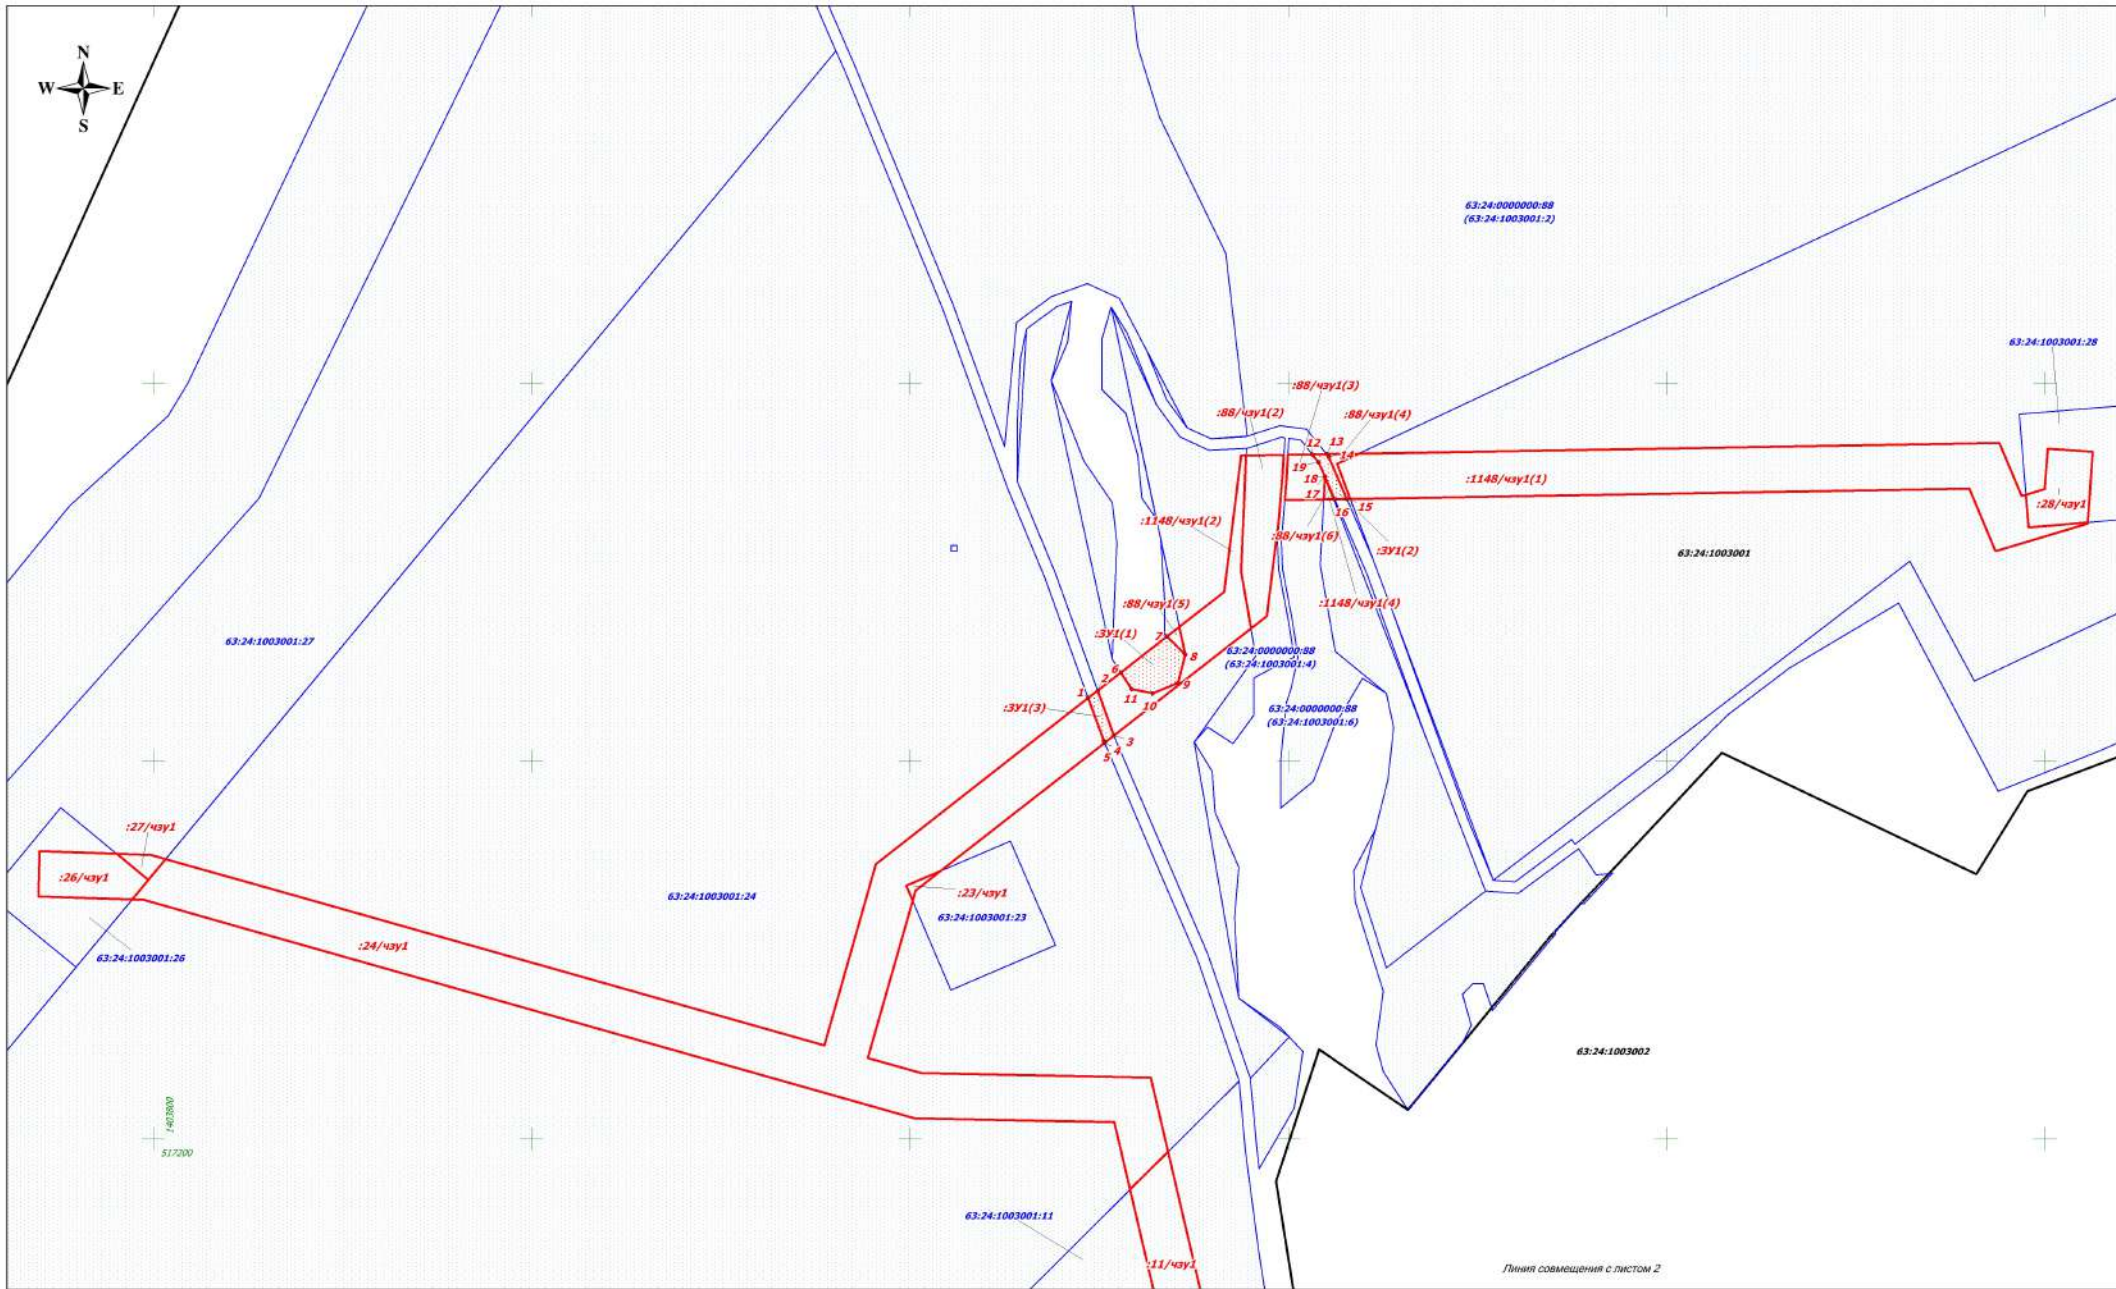 N
W E
S
63:24:0000000:88
(63:24:1003001:2)
63:24:1003001:28
:88/чзу1(3)
:88/чзу1(2)
:88/чзу1(4)
12
13
14
19
18
:1148/чзу1(1)
17
16
15
:28/чзу1
:1148/чзу1(2)
:88/чзу1(6)
:ЗУ1(2)
63:24:1003001
:88/чзу1(5)
:1148/чзу1(4)
:ЗУ1(1)
7
63:24:1003001:27
63:24:0000000:88
(63:24:1003001:4)
8
6
2
9
1
11
10
:ЗУ1(3)
63:24:0000000:88
(63:24:1003001:6)
3
4
5
:27/чзу1
:26/чзу1
63:24:1003001:24
:23/чзу1
63:24:1003001:23
:24/чзу1
63:24:1003001:26
63:24:1003002
1403800
517200
63:24:1003001:11
:11/чзу1
Линия совмещения с листом 2